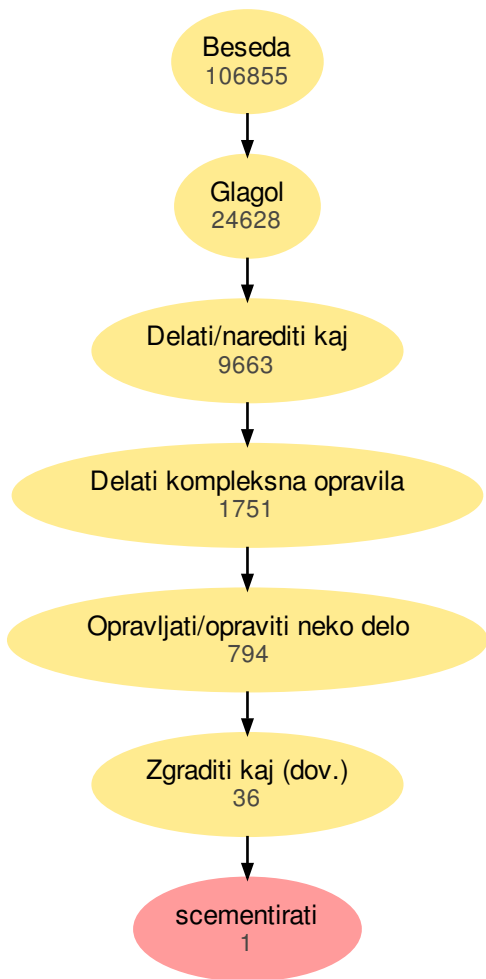 Beseda
106855
Glagol
24628
Delati/narediti kaj
9663
Delati kompleksna opravila
1751
Opravljati/opraviti neko delo
794
Zgraditi kaj (dov.)
36
scementirati
1